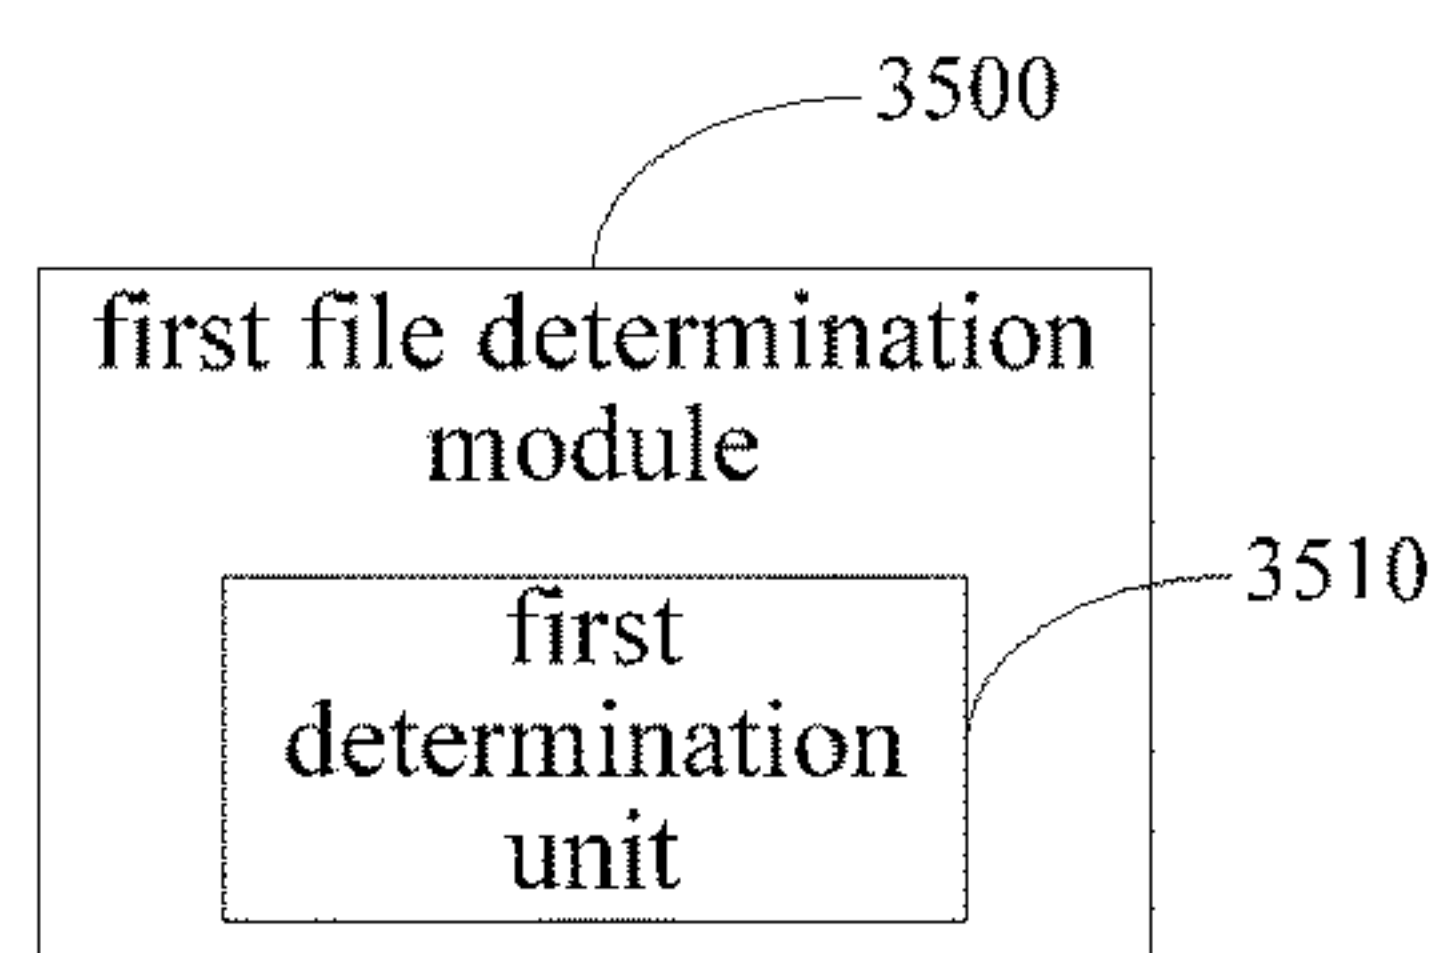 3500
first file determination
module
3510
first
determination
unit